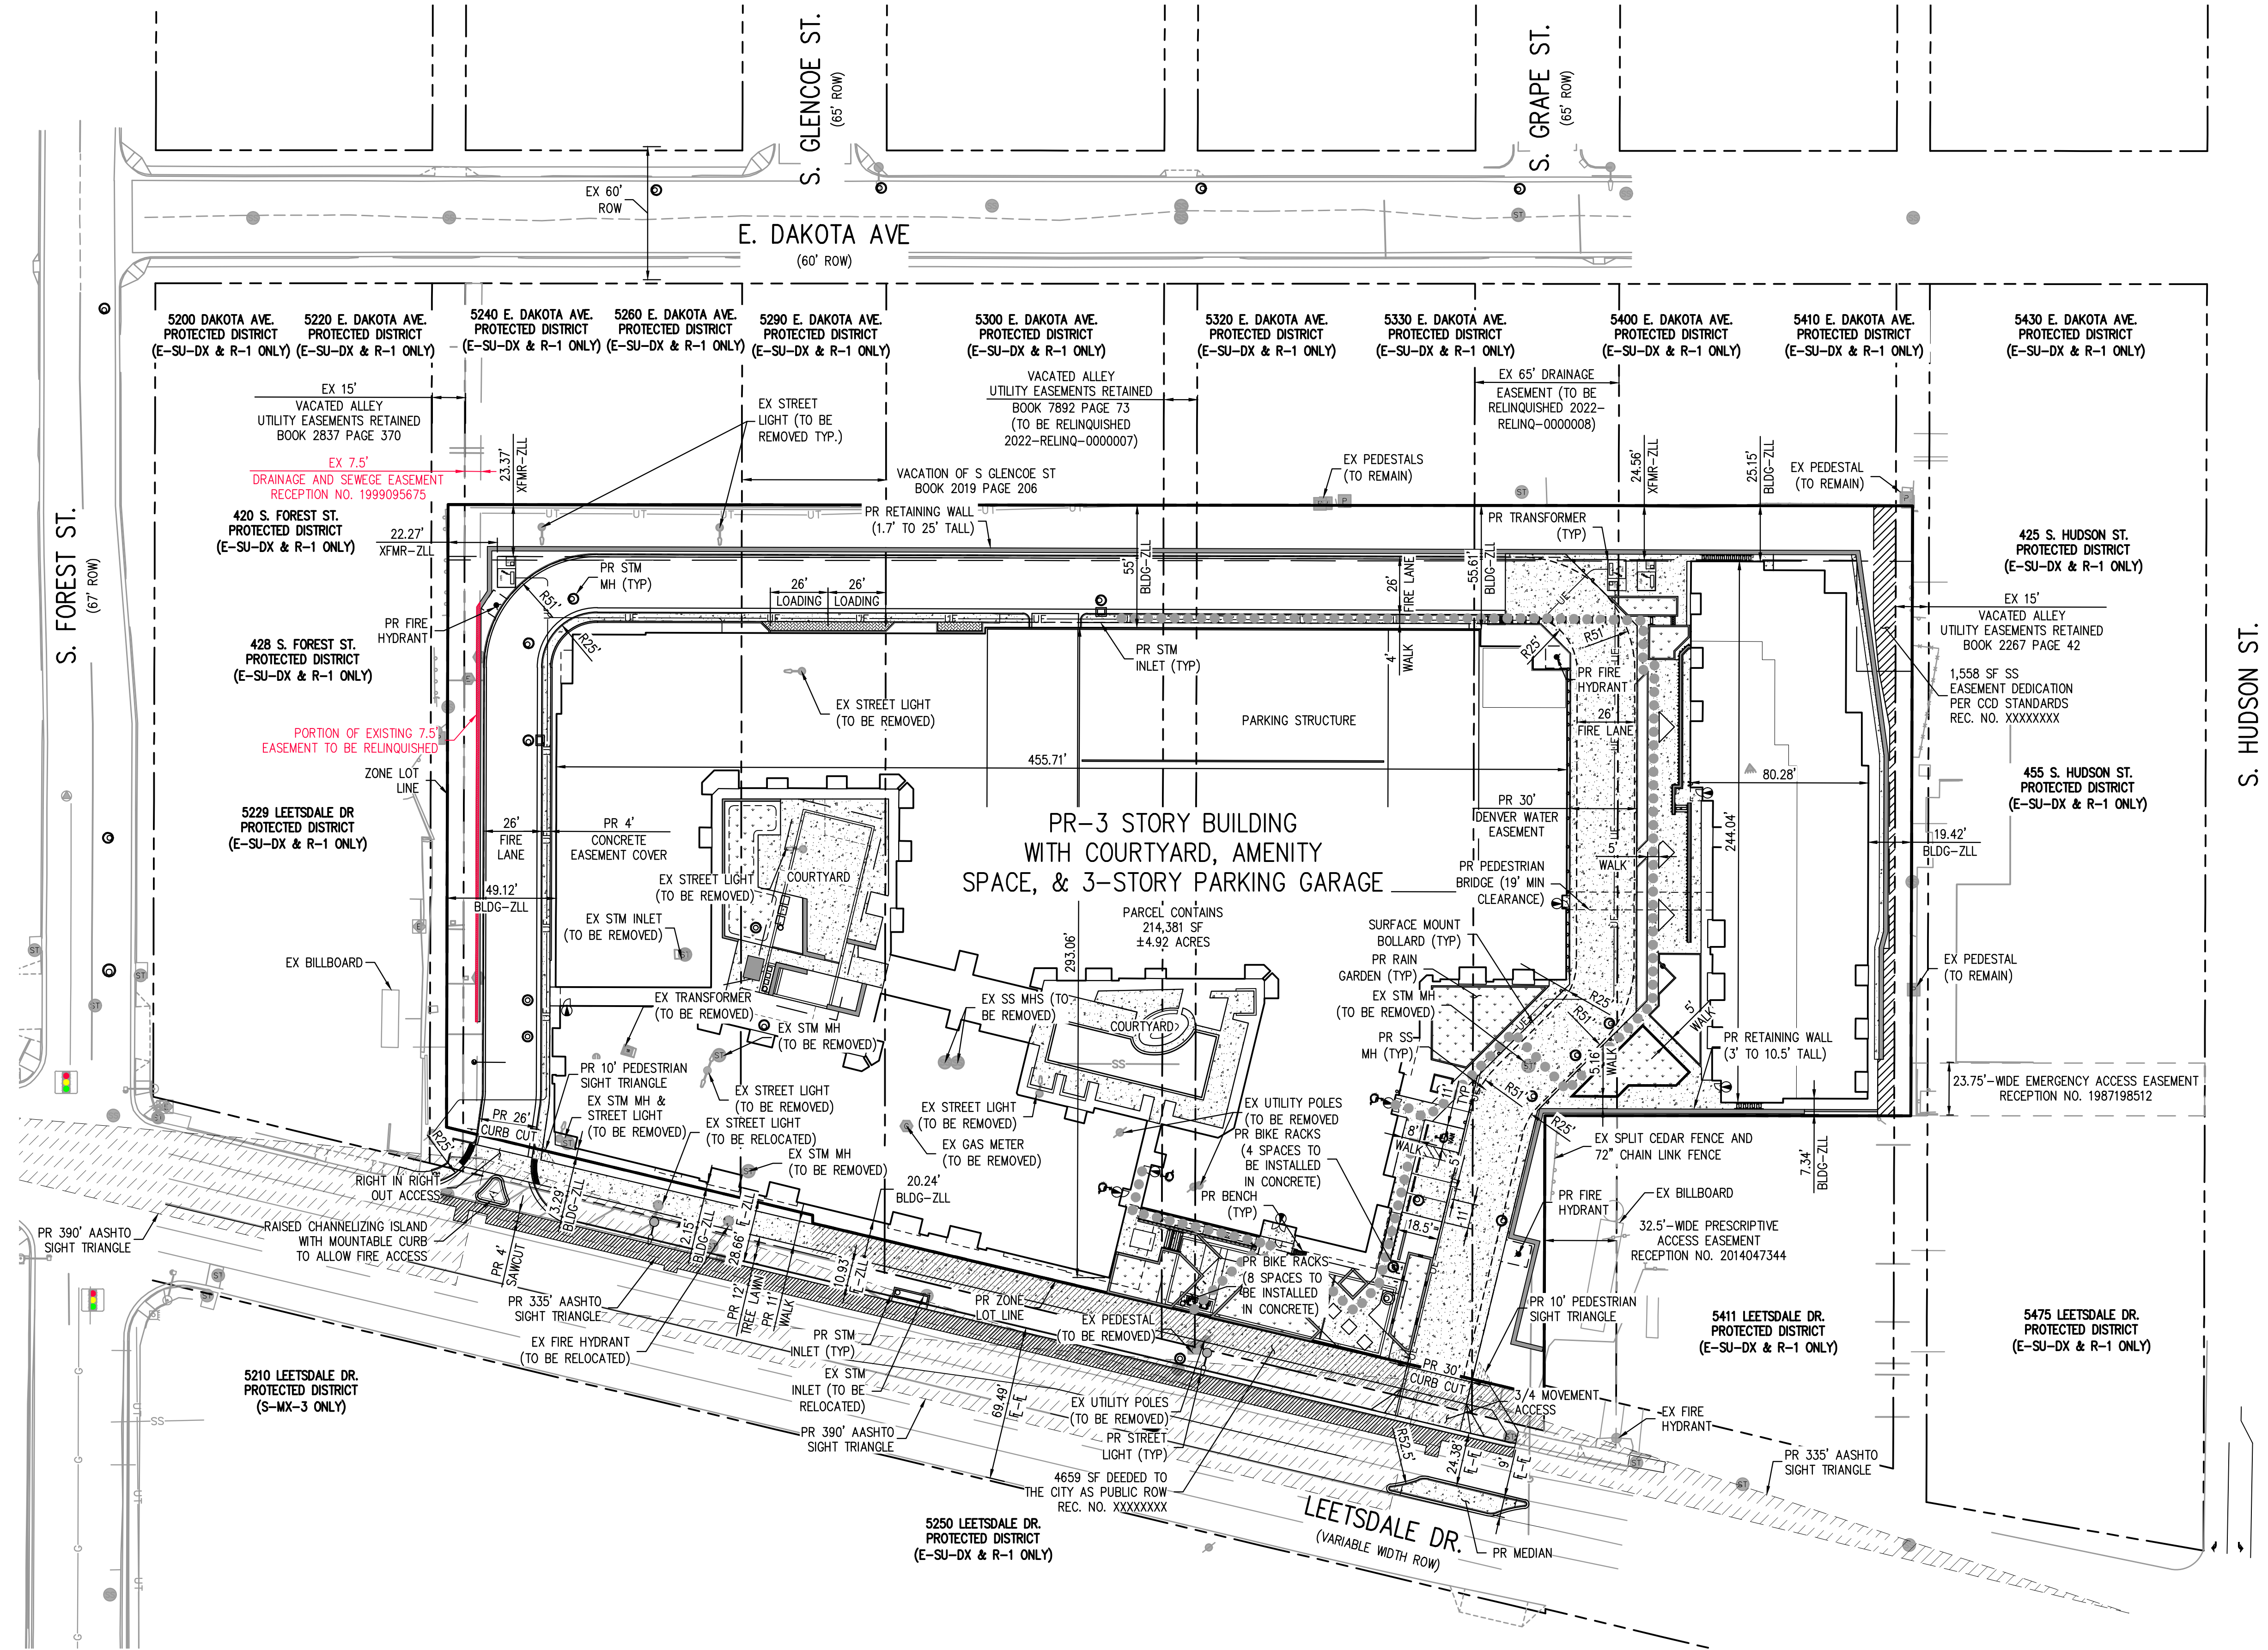 S. GLENCOE ST.
(65' ROW)
S. GRAPE ST.
(65' ROW)
EX 60'
ROW
E. DAKOTA AVE
(60' ROW)
S. FOREST ST.
(67' ROW)
S. HUDSON ST.
5200 DAKOTA AVE.
PROTECTED DISTRICT
(E-SU-DX & R-1 ONLY)
5220 E. DAKOTA AVE.
PROTECTED DISTRICT
(E-SU-DX & R-1 ONLY)
5240 E. DAKOTA AVE.
PROTECTED DISTRICT
(E-SU-DX & R-1 ONLY)
5260 E. DAKOTA AVE.
PROTECTED DISTRICT
(E-SU-DX & R-1 ONLY)
5290 E. DAKOTA AVE.
PROTECTED DISTRICT
(E-SU-DX & R-1 ONLY)
5300 E. DAKOTA AVE.
PROTECTED DISTRICT
(E-SU-DX & R-1 ONLY)
5320 E. DAKOTA AVE.
PROTECTED DISTRICT
(E-SU-DX & R-1 ONLY)
5330 E. DAKOTA AVE.
PROTECTED DISTRICT
(E-SU-DX & R-1 ONLY)
5400 E. DAKOTA AVE.
PROTECTED DISTRICT
(E-SU-DX & R-1 ONLY)
5410 E. DAKOTA AVE.
PROTECTED DISTRICT
(E-SU-DX & R-1 ONLY)
5430 E. DAKOTA AVE.
PROTECTED DISTRICT
(E-SU-DX & R-1 ONLY)
EX 15'
VACATED ALLEY
UTILITY EASEMENTS RETAINED
BOOK 2837 PAGE 370
EX 7.5'
DRAINAGE AND SEWEGE EASEMENT
RECEPTION NO. 1999095675
23.37'
XFMR-ZLL
EX STREET
LIGHT (TO BE
REMOVED TYP.)
VACATED ALLEY
UTILITY EASEMENTS RETAINED
BOOK 7892 PAGE 73
(TO BE RELINQUISHED
2022-RELINQ-0000007)
VACATION OF S GLENCOE ST
BOOK 2019 PAGE 206
EX 65' DRAINAGE
EASEMENT (TO BE
RELINQUISHED 2022-
RELINQ-0000008)
EX PEDESTALS
(TO REMAIN)
24.56'
XFMR-ZLL
25.15'
BLDG-ZLL
EX PEDESTAL
(TO REMAIN)
420 S. FOREST ST.
PROTECTED DISTRICT
(E-SU-DX & R-1 ONLY)
22.27'
XFMR-ZLL
PR RETAINING WALL
(1.7' TO 25' TALL)
PR TRANSFORMER
(TYP)
425 S. HUDSON ST.
PROTECTED DISTRICT
(E-SU-DX & R-1 ONLY)
PR STM
MH (TYP)
R51'
26'
LOADING
26'
LOADING
55'
BLDG-ZLL
26'
FIRE LANE
55.61'
BLDG-ZLL
EX 15'
VACATED ALLEY
UTILITY EASEMENTS RETAINED
BOOK 2267 PAGE 42
PR FIRE
HYDRANT
R25'
PR STM
INLET (TYP)
4'
WALK
R25'
R51'
PR FIRE
HYDRANT
428 S. FOREST ST.
PROTECTED DISTRICT
(E-SU-DX & R-1 ONLY)
1,558 SF SS
EASEMENT DEDICATION
PER CCD STANDARDS
REC. NO. XXXXXXXX
EX STREET LIGHT
(TO BE REMOVED)
PARKING STRUCTURE
26'
FIRE LANE
PORTION OF EXISTING 7.5'
EASEMENT TO BE RELINQUISHED
455.71'
80.28'
ZONE LOT
LINE
455 S. HUDSON ST.
PROTECTED DISTRICT
(E-SU-DX & R-1 ONLY)
5229 LEETSDALE DR
PROTECTED DISTRICT
(E-SU-DX & R-1 ONLY)
26'
FIRE
LANE
PR 4'
CONCRETE
EASEMENT COVER
PR-3 STORY BUILDING
WITH COURTYARD, AMENITY
SPACE, & 3-STORY PARKING GARAGE
PR 30'
DENVER WATER
EASEMENT
5'
WALK
244.04'
19.42'
BLDG-ZLL
49.12'
BLDG-ZLL
EX STREET LIGHT
(TO BE REMOVED)
COURTYARD
PR PEDESTRIAN
BRIDGE (19' MIN
CLEARANCE)
PARCEL CONTAINS
214,381 SF
±4.92 ACRES
EX STM INLET
(TO BE REMOVED)
293.06'
SURFACE MOUNT
BOLLARD (TYP)
EX BILLBOARD
PR RAIN
GARDEN (TYP)
EX PEDESTAL
(TO REMAIN)
EX TRANSFORMER
(TO BE REMOVED)
EX SS MHS (TO
BE REMOVED)
EX STM MH
(TO BE REMOVED)
COURTYARD
EX STM MH
(TO BE REMOVED)
PR SS
MH (TYP)
R25'
R51'
5'
WALK
5.16'
WALK
PR RETAINING WALL
(3' TO 10.5' TALL)
PR 10' PEDESTRIAN
SIGHT TRIANGLE
EX STM MH &
STREET LIGHT
(TO BE REMOVED)
EX STREET LIGHT
(TO BE REMOVED)
EX STREET LIGHT
(TO BE REMOVED)
EX UTILITY POLES
(TO BE REMOVED
11'
TYP
R51'
23.75'-WIDE EMERGENCY ACCESS EASEMENT
RECEPTION NO. 1987198512
PR 26'
CURB CUT
R25'
EX STREET LIGHT
(TO BE RELOCATED)
EX STM MH
(TO BE REMOVED)
EX GAS METER
(TO BE REMOVED)
PR BIKE RACKS
(4 SPACES TO
BE INSTALLED
IN CONCRETE)
8'
WALK
5'
R25'
EX SPLIT CEDAR FENCE AND
72" CHAIN LINK FENCE
7.34'
BLDG-ZLL
RIGHT IN RIGHT
OUT ACCESS
13.29'
BLDG-ZLL
20.24'
BLDG-ZLL
PR BENCH
(TYP)
18.5'
11'
PR FIRE
HYDRANT
EX BILLBOARD
PR 390' AASHTO
SIGHT TRIANGLE
RAISED CHANNELIZING ISLAND
WITH MOUNTABLE CURB
TO ALLOW FIRE ACCESS
PR 4'
SAWCUT
12.15'
BLDG-ZLL
28.66'
10.93'
32.5'-WIDE PRESCRIPTIVE
ACCESS EASEMENT
RECEPTION NO. 2014047344
PR BIKE RACKS
(8 SPACES TO
BE INSTALLED
IN CONCRETE)
PR 12'
TREE LAWN
PR 11'
WALK
PR 335' AASHTO
SIGHT TRIANGLE
PR ZONE
LOT LINE
PR 10' PEDESTRIAN
SIGHT TRIANGLE
EX PEDESTAL
(TO BE REMOVED)
EX FIRE HYDRANT
(TO BE RELOCATED)
PR STM
INLET (TYP)
5411 LEETSDALE DR.
PROTECTED DISTRICT
(E-SU-DX & R-1 ONLY)
5475 LEETSDALE DR.
PROTECTED DISTRICT
(E-SU-DX & R-1 ONLY)
5210 LEETSDALE DR.
PROTECTED DISTRICT
(S-MX-3 ONLY)
EX STM
INLET (TO BE
RELOCATED)
69.49'
PR 30'
CURB CUT
3/4 MOVEMENT
ACCESS
EX UTILITY POLES
(TO BE REMOVED)
EX FIRE
HYDRANT
PR 390' AASHTO
SIGHT TRIANGLE
PR STREET
LIGHT (TYP)
R52.5'
24.38'
9'
PR 335' AASHTO
SIGHT TRIANGLE
4659 SF DEEDED TO
THE CITY AS PUBLIC ROW
REC. NO. XXXXXXXX
LEETSDALE DR.
(VARIABLE WIDTH ROW)
PR MEDIAN
5250 LEETSDALE DR.
PROTECTED DISTRICT
(E-SU-DX & R-1 ONLY)